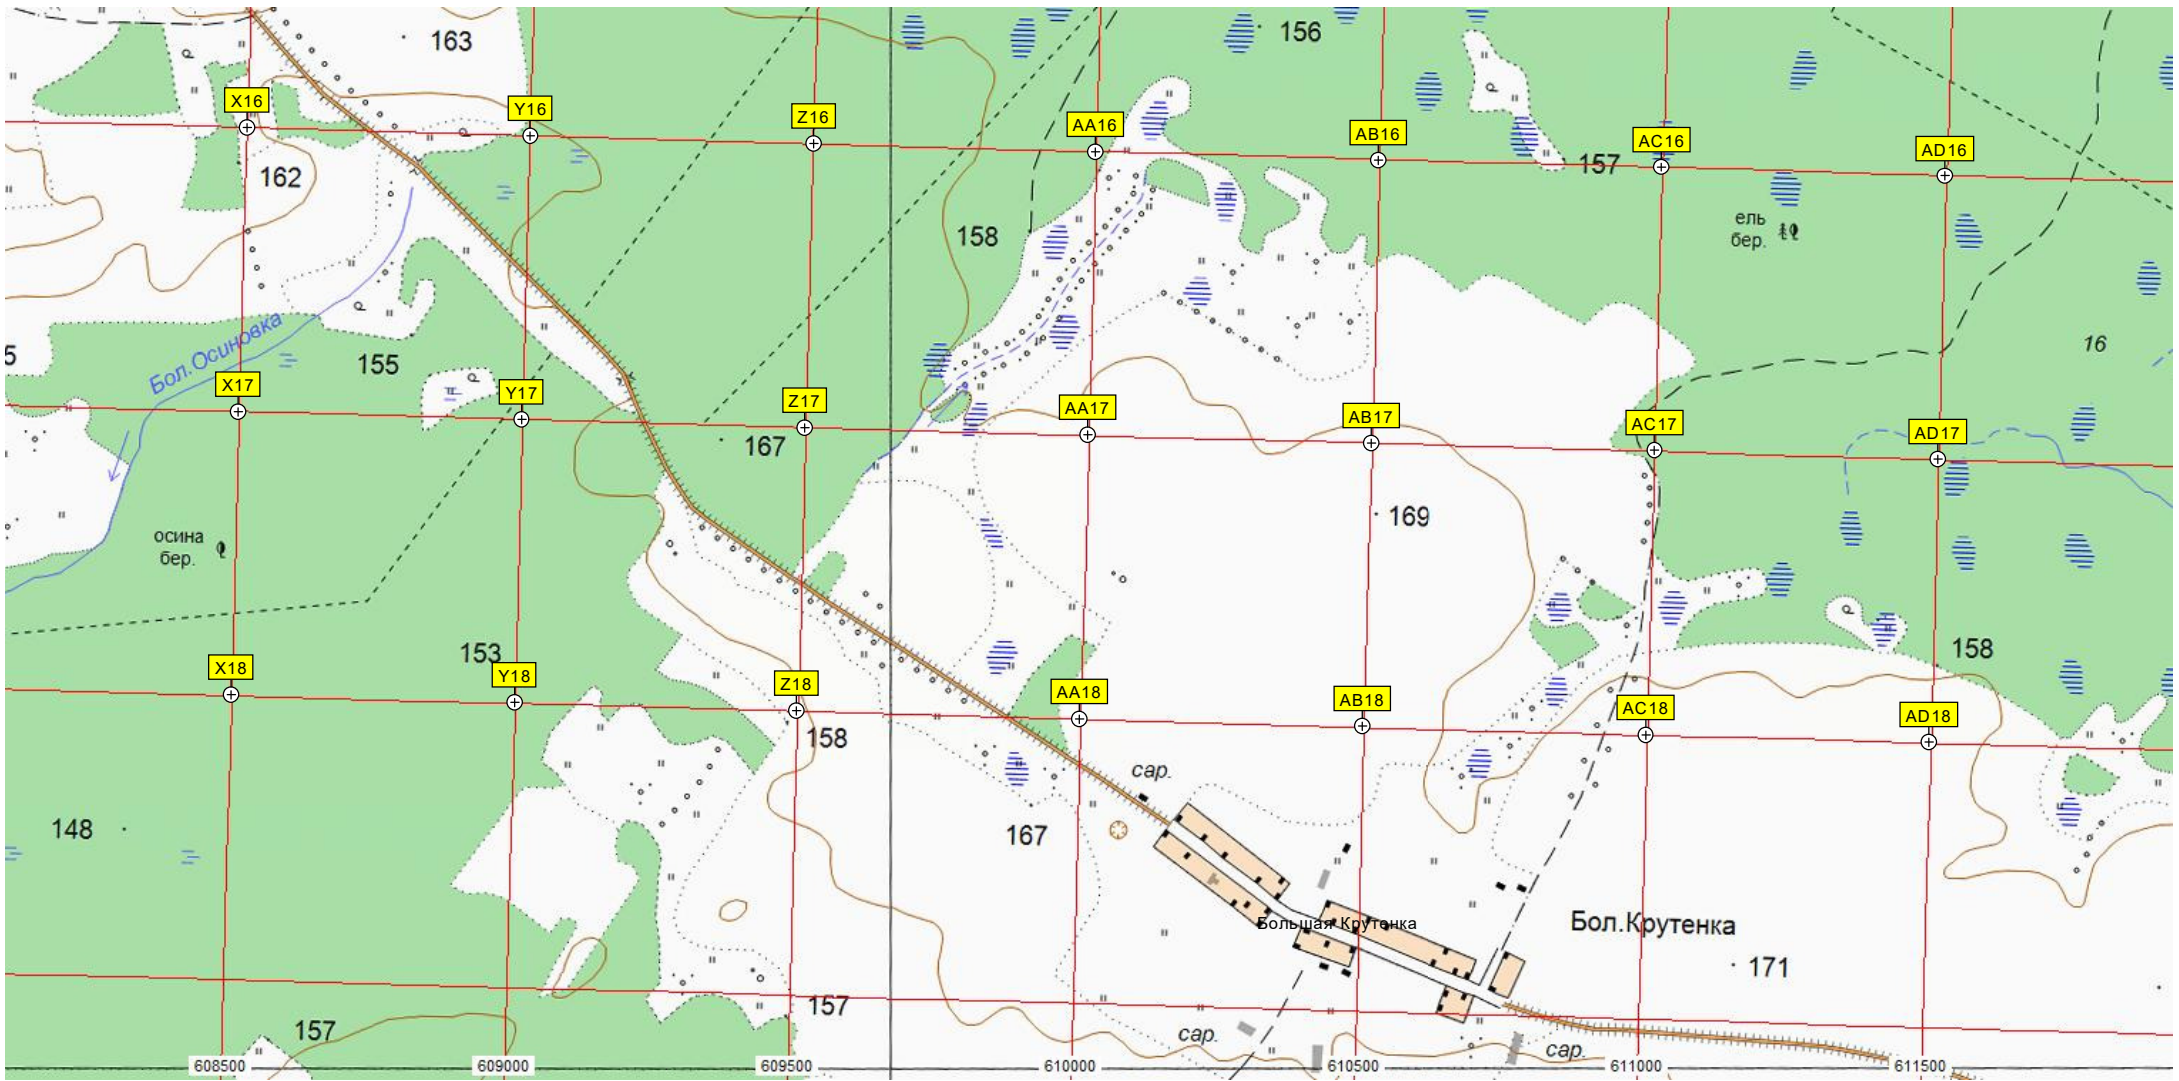 163
156
X16
Y16
Z16
AA16
AB16
AC16
AD16
162
157
158
ель
бер.
Бол.Осиновка
5
155
16
X17
Y17
Z17
AA17
AB17
AC17
AD17
167
169
осина
бер.
153
158
X18
Y18
Z18
AA18
AB18
AC18
AD18
158
сар.
148
167
Большая Крутенка
Бол.Крутенка
171
157
157
сар.
сар.
608500
609000
609500
610000
610500
611000
611500